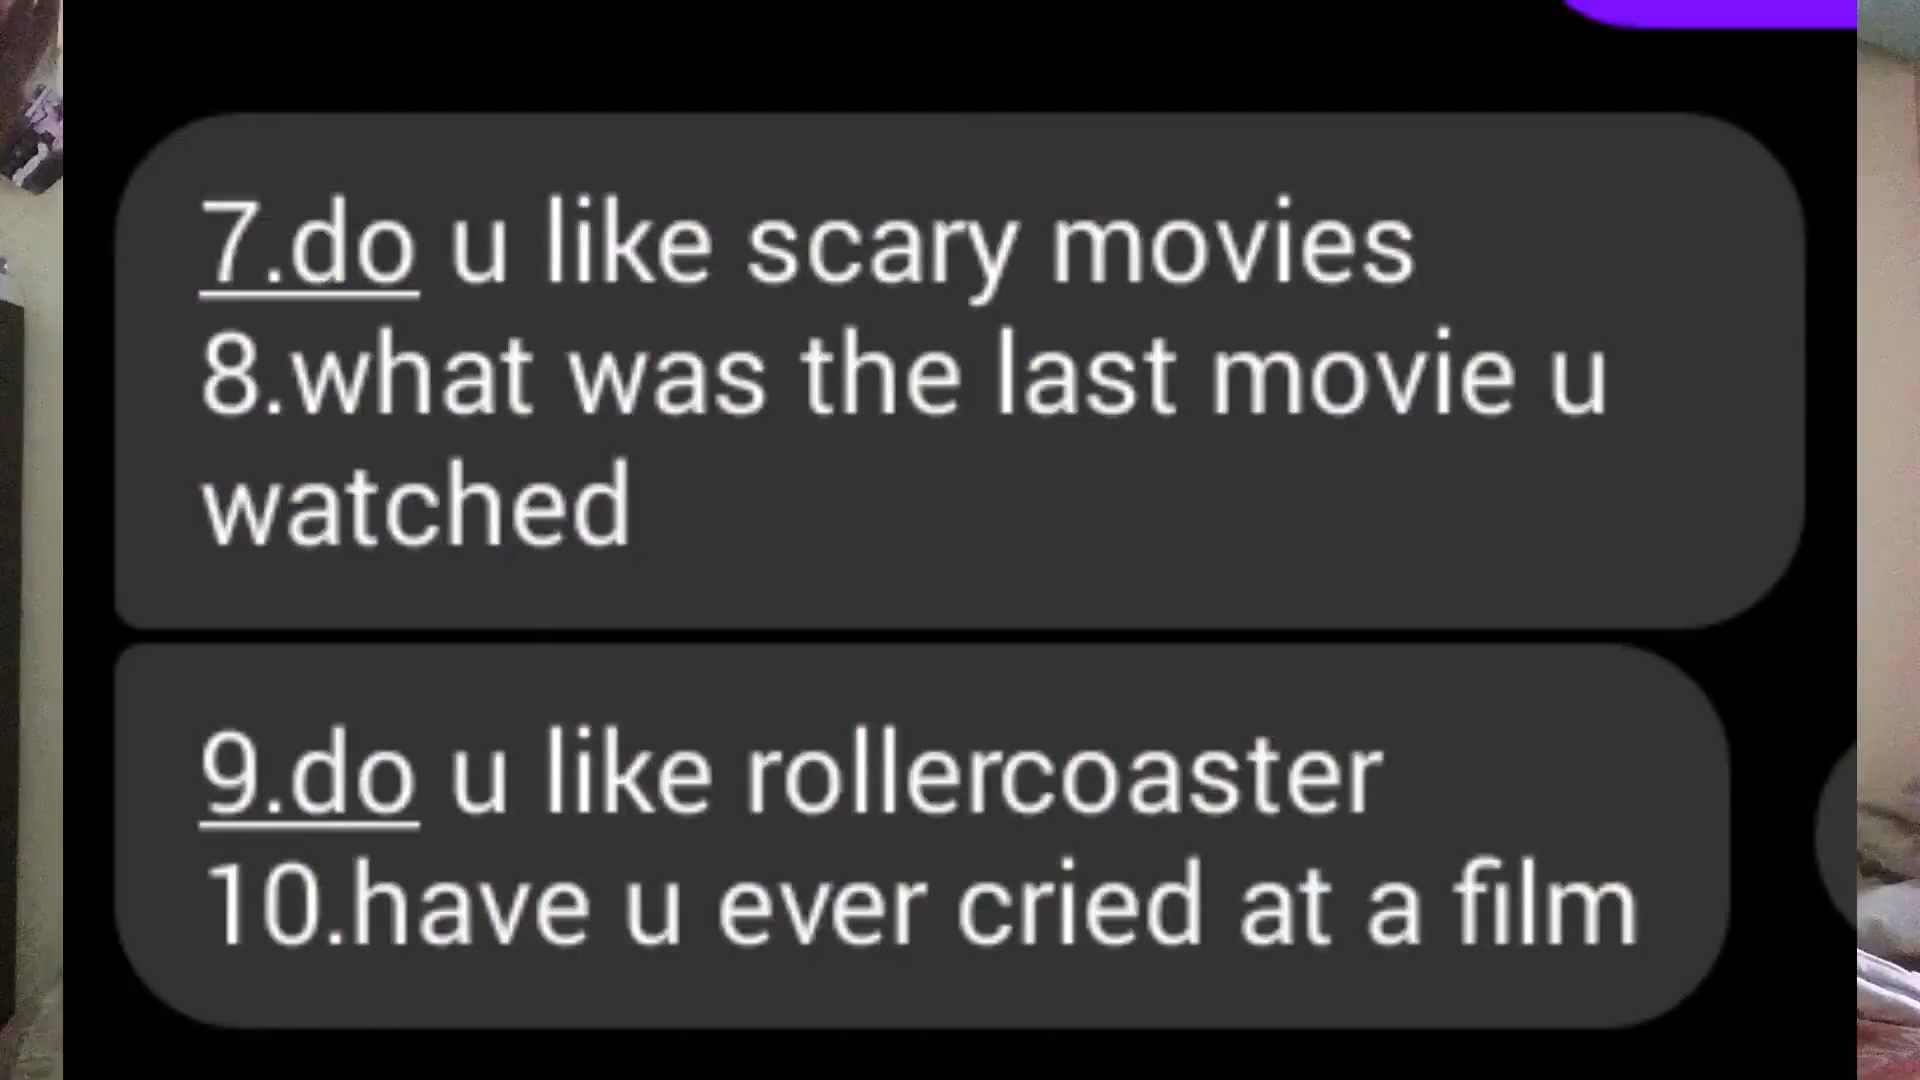 7.do u like scary movies
8.what was the last movie u
watched
9.do u like rollercoaster
10.have u ever cried at a film